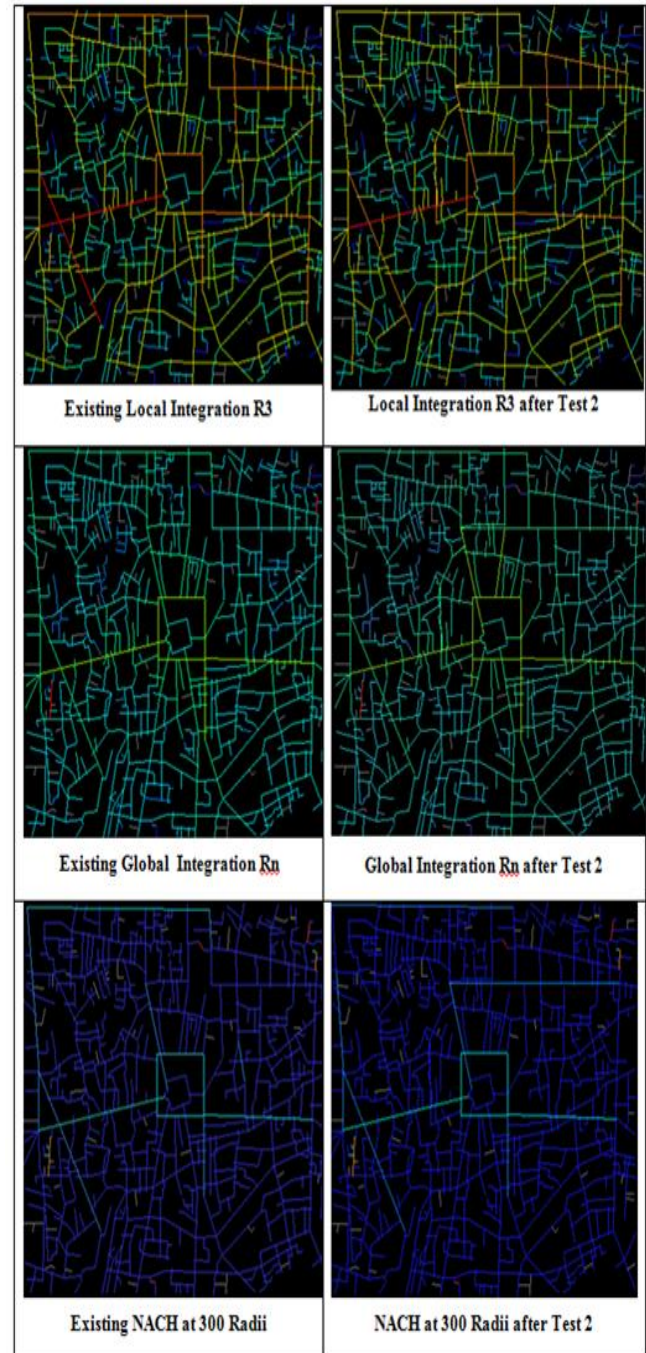 Existing Local Integration R3
Local Integration R3 after Test 2
Existing Global Integration Rn
Global Integration Rn after Test 2
Existing NACH at 300 Radii
NACH at 300 Radii after Test 2